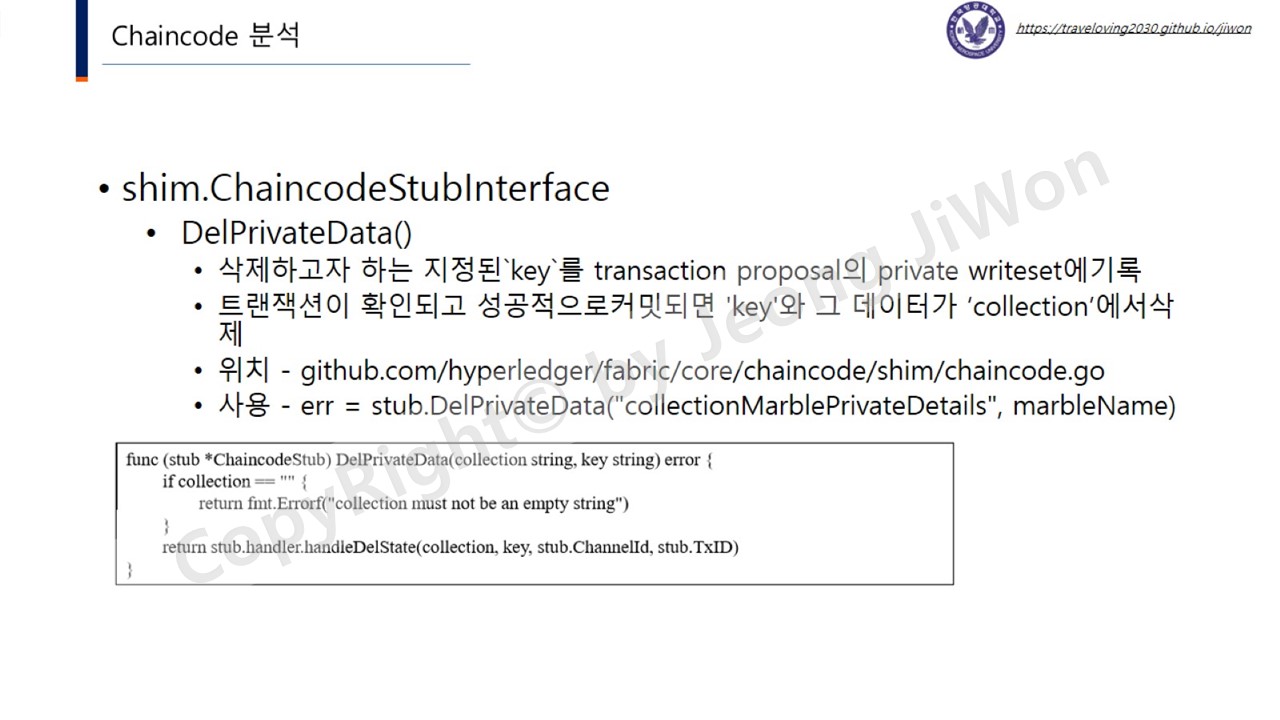 Chaincode 분석
https://traveloving2030.github.io/jiwon
• shim.ChaincodeStubInterface
• DelPrivateData()
• 삭제하고자 하는 지정된`key`를 transaction proposal의 private writeset에기록
• 트랜잭션이 확인되고 성공적으로커밋되면 'key'와 그 데이터가 ‘collection’에서삭
제
• 위치 - github.com/hyperledger/fabric/core/chaincode/shim/chaincode.go
• 사용 - err = stub.DelPrivateData("collectionMarblePrivateDetails", marbleName)
func (stub *ChaincodeStub) DelPrivateData(collection string, key string) error {
if collection == "" {
return fmt.Errorf("collection must not be an empty string")
}
return stub.handler.handleDelState(collection, key, stub.ChannelId, stub.TxID)
}
CopyRight© by Jeong JiWon